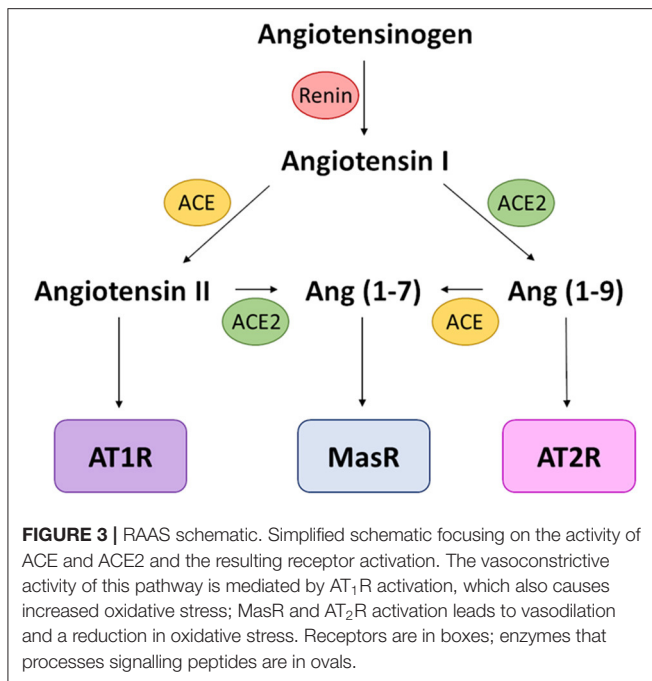 Angiotensinogen
Renin
Angiotensin I
ACE
ACE2
Angiotensin II
Ang (1-7)
Ang (1-9)
ACE2
ACE
AT1R
MasR
AT2R
FIGURE 3 | RAAS schematic. Simplified schematic focusing on the activity of
ACE and ACE2 and the resulting receptor activation. The vasoconstrictive
activity of this pathway is mediated by AT₁R activation, which also causes
increased oxidative stress; MasR and AT₂R activation leads to vasodilation
and a reduction in oxidative stress. Receptors are in boxes; enzymes that
processes signalling peptides are in ovals.